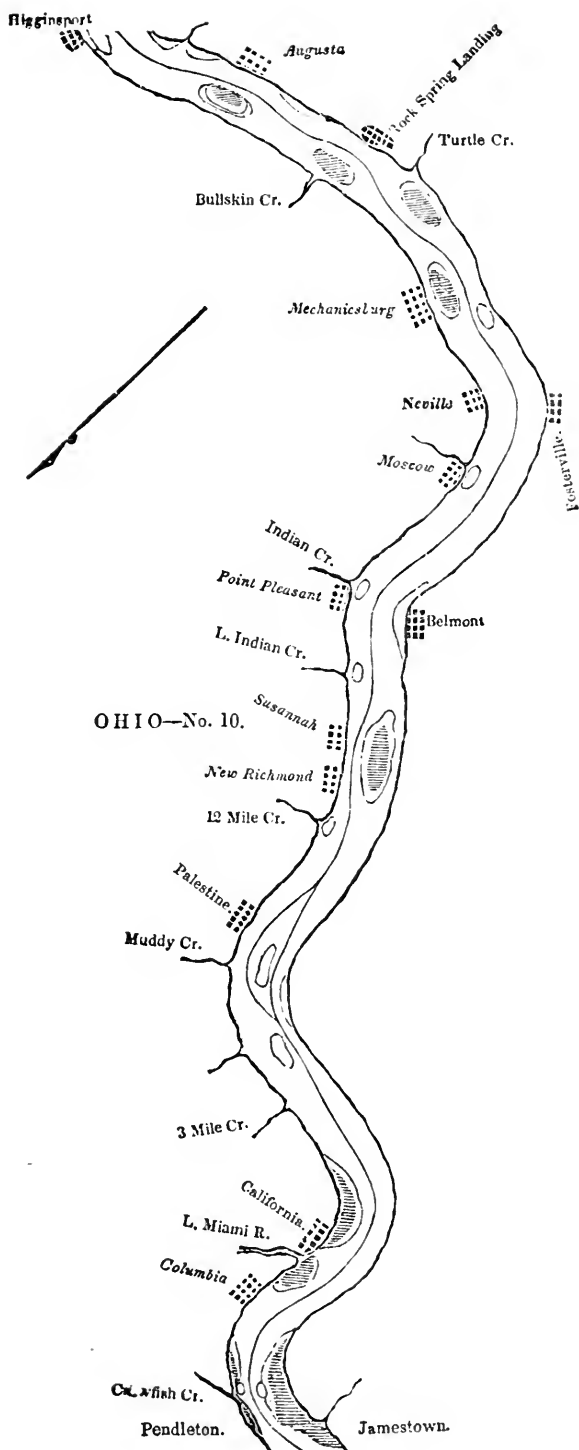 Higginsport
Augusta
Rock Spring Landing
Turtle Cr.
Bullskin Cr.
Mechanicsburg
Neville
Fosterville.
Moscow
Indian Cr.
Point Pleasant
Belmont
L. Indian Cr.
Susannah
OHIO—No. 10.
New Richmond
12 Mile Cr.
Palestine.
Muddy Cr.
3 Mile Cr.
California.
L. Miami R.
Columbia
Crawfish Cr.
Pendleton.
Jamestown.